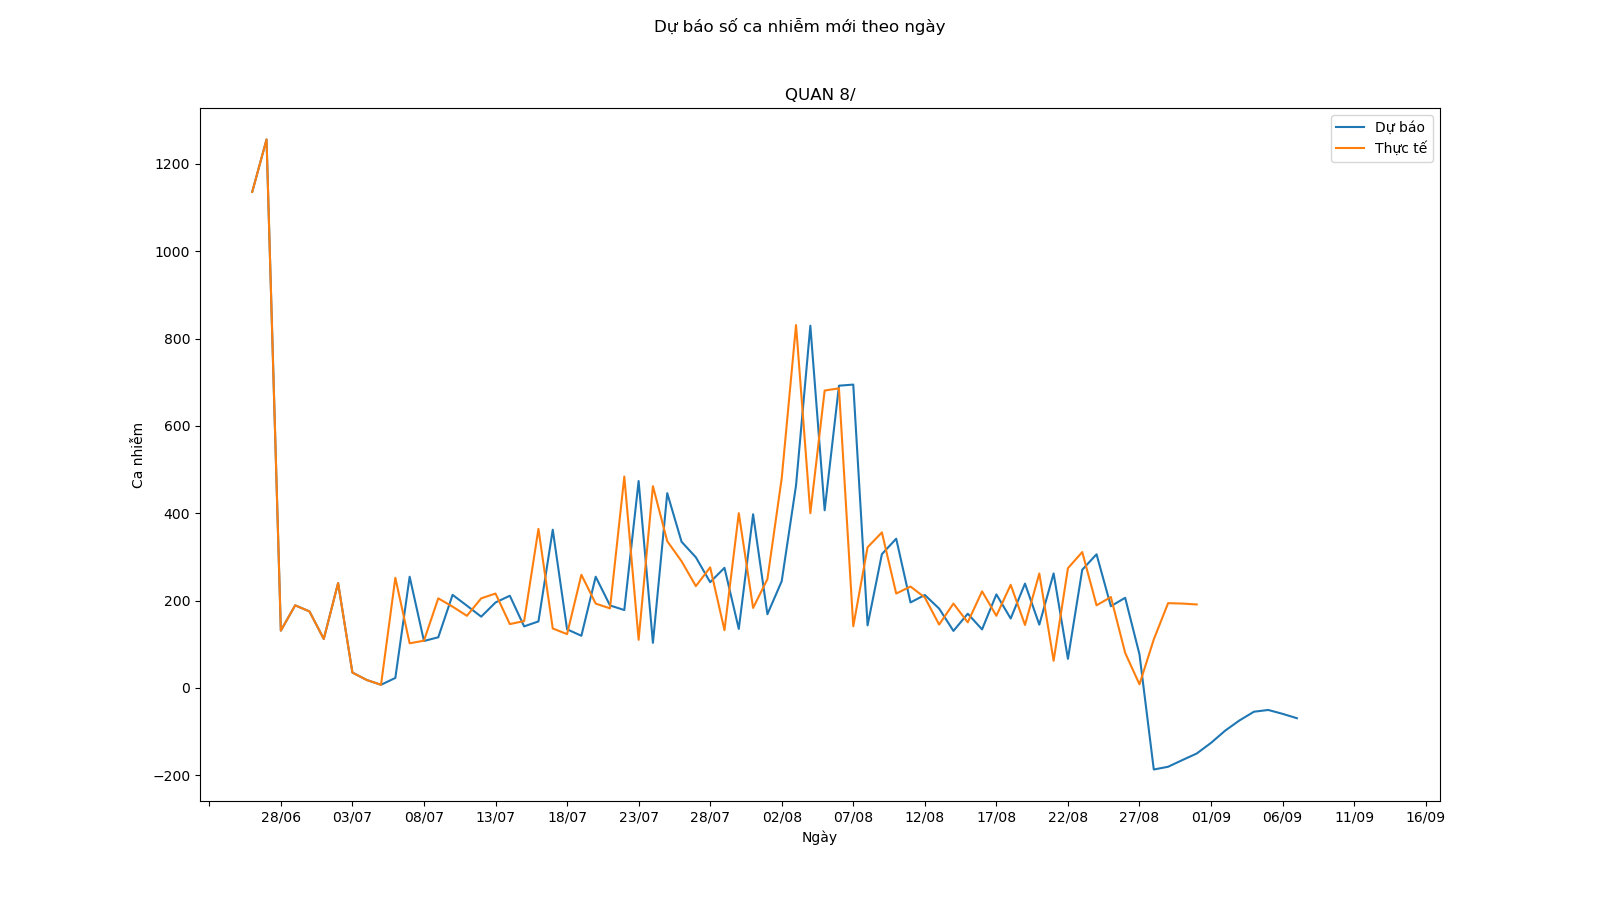 Dự báo số ca nhiễm mới theo ngày
QUAN 8/
Dự báo
Thực tế
1200
1000
800
600
400
200
0
−200
Ca nhiễm
28/06 03/07 08/07 13/07 18/07 23/07 28/07 02/08 07/08 12/08 17/08 22/08 27/08 01/09 06/09 11/09 16/09
Ngày